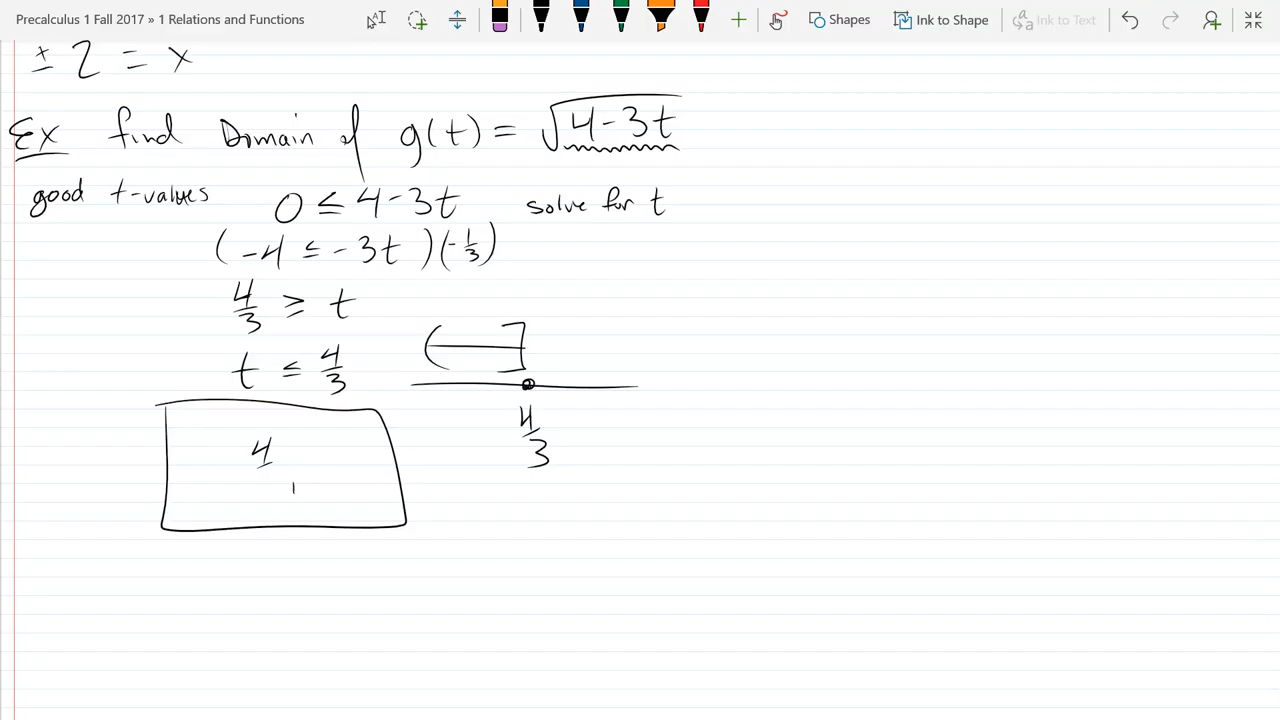 Precalculus 1 Fall 2017 » 1 Relations and Functions
Shapes
Ink to Shape
Ink to Text
± 2 = x
Ex find Domain of g(t) = √(4-3t)
good t-values 0 ≤ 4-3t solve for t
(-4 ≤ -3t)(-1/3)
4/3 ≥ t
t ≤ 4/3
( ]
4/3
4